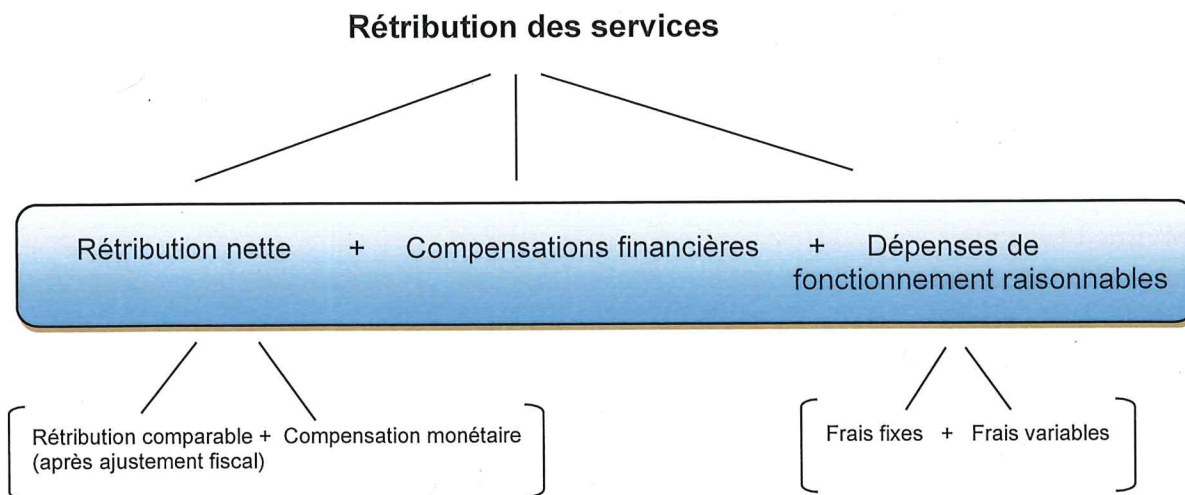 Rétribution des services
Rétribution nette + Compensations financières + Dépenses de
fonctionnement raisonnables
Rétribution comparable + Compensation monétaire
(après ajustement fiscal)
Frais fixes + Frais variables